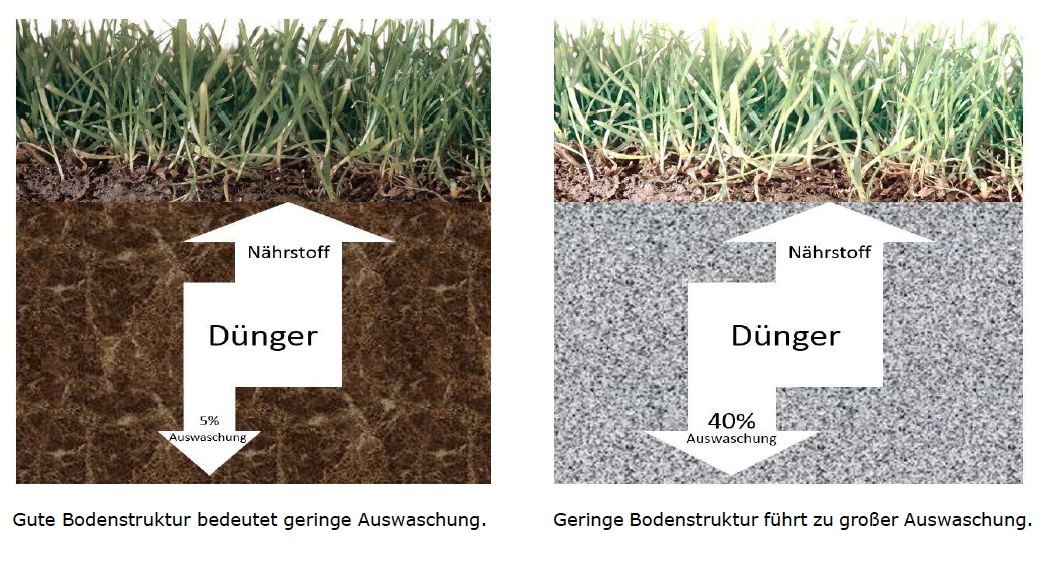 Nährstoff
Dünger
5%
Auswaschung
Gute Bodenstruktur bedeutet geringe Auswaschung.
Nährstoff
Dünger
40%
Auswaschung
Geringe Bodenstruktur führt zu großer Auswaschung.